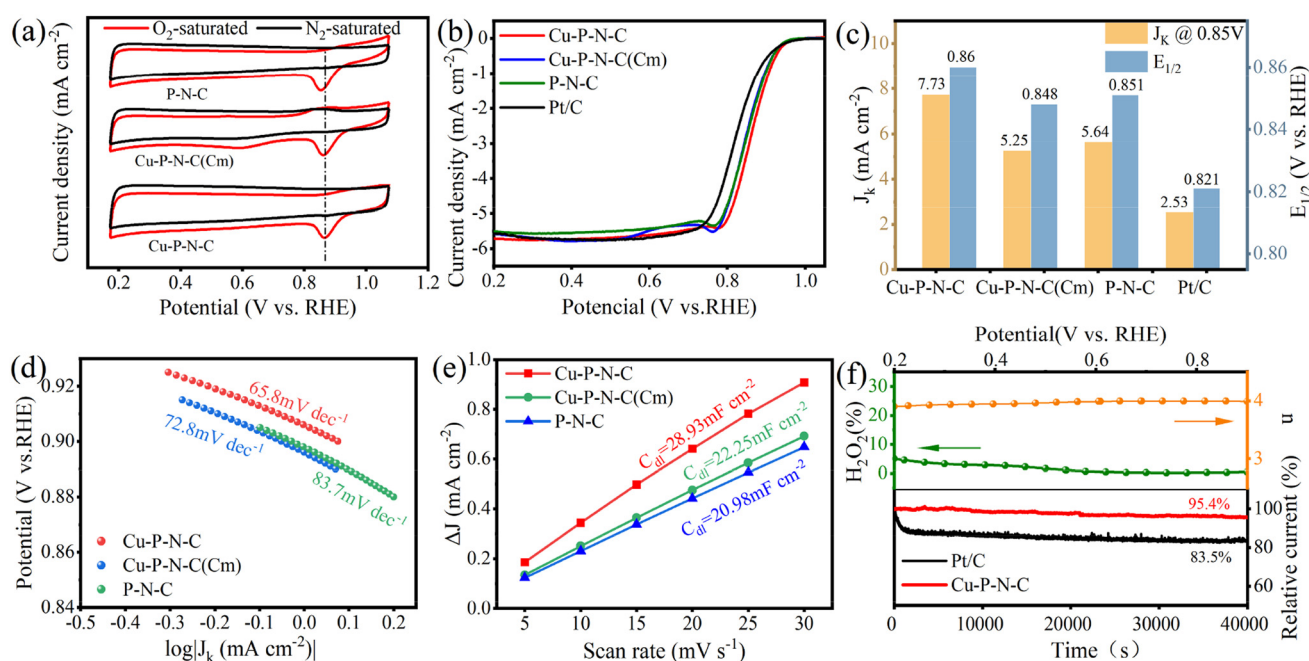 (a)
O₂-saturated
N₂-saturated
P-N-C
Cu-P-N-C(Cm)
Cu-P-N-C
Current density (mA cm⁻²)
0.2 0.4 0.6 0.8 1.0 1.2
Potential (V vs. RHE)
(b)
Cu-P-N-C
Cu-P-N-C(Cm)
P-N-C
Pt/C
Current density (mA cm⁻²)
0
-1
-2
-3
-4
-5
-6
0.2 0.4 0.6 0.8 1.0
Potencial (V vs.RHE)
(c)
J_K @ 0.85V
E_1/2
J_k (mA cm⁻²)
10
8
6
4
2
0
7.73 0.86
5.25 0.848
5.64 0.851
2.53 0.821
0.86
0.84
0.82
0.80
E_1/2 (V vs. RHE)
Cu-P-N-C Cu-P-N-C(Cm) P-N-C Pt/C
(d)
Potential (V vs.RHE)
0.92
0.90
0.88
0.86
0.84
65.8mV dec⁻¹
72.8mV dec⁻¹
83.7mV dec⁻¹
Cu-P-N-C
Cu-P-N-C(Cm)
P-N-C
-0.5 -0.4 -0.3 -0.2 -0.1 0.0 0.1 0.2
log|J_k (mA cm⁻²)|
(e)
ΔJ (mA cm⁻²)
1.0
0.8
0.6
0.4
0.2
0.0
Cu-P-N-C
Cu-P-N-C(Cm)
P-N-C
C_dl=28.93mF cm⁻²
C_dl=22.25mF cm⁻²
C_dl=20.98mF cm⁻²
5 10 15 20 25 30
Scan rate (mV s⁻¹)
(f)
Potential(V vs. RHE)
0.2 0.4 0.6 0.8
H₂O₂(%)
30
20
10
0
4
3
n
95.4%
83.5%
Pt/C
Cu-P-N-C
100
80
60
Relative current (%)
0 10000 20000 30000 40000
Time（s）